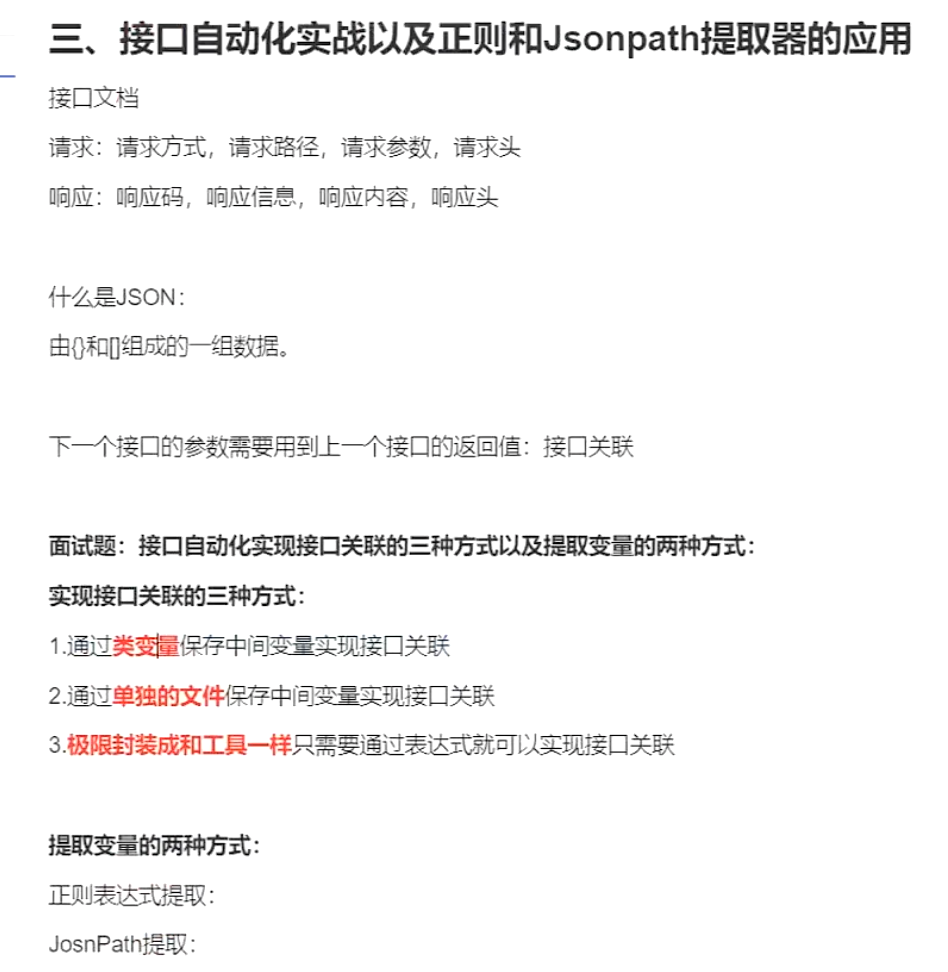 三、接口自动化实战以及正则和Jsonpath提取器的应用
接口文档
请求：请求方式，请求路径，请求参数，请求头
响应：响应码，响应信息，响应内容，响应头
什么是JSON：
由{}和[]组成的一组数据。
下一个接口的参数需要用到上一个接口的返回值：接口关联
面试题：接口自动化实现接口关联的三种方式以及提取变量的两种方式：
实现接口关联的三种方式：
1.通过类变量保存中间变量实现接口关联
2.通过单独的文件保存中间变量实现接口关联
3.极限封装成和工具一样只需要通过表达式就可以实现接口关联
提取变量的两种方式：
正则表达式提取：
JosnPath提取：